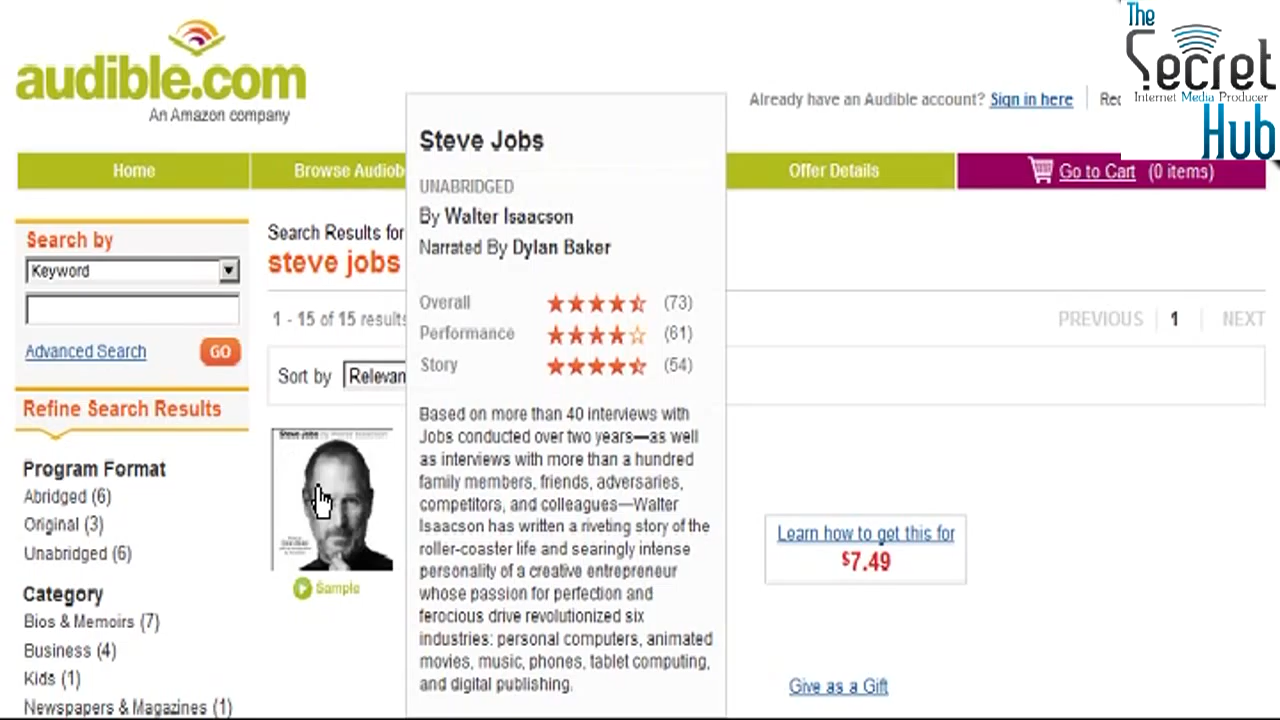 The
Secret
Internet Media Producer
Hub
audible.com
An Amazon company
Already have an Audible account? Sign in here
Home
Browse Audiob
Offer Details
Go to Cart (0 items)
Search by
Keyword
Advanced Search
GO
Refine Search Results
Program Format
Abridged (6)
Original (3)
Unabridged (6)
Category
Bios & Memoirs (7)
Business (4)
Kids (1)
Newspapers & Magazines (1)
Search Results for
steve jobs
1 - 15 of 15 results
PREVIOUS 1 NEXT
Sort by Relevan
Steve Jobs
Sample
Steve Jobs
UNABRIDGED
By Walter Isaacson
Narrated By Dylan Baker
Overall (73)
Performance (61)
Story (54)
Based on more than 40 interviews with
Jobs conducted over two years—as well
as interviews with more than a hundred
family members, friends, adversaries,
competitors, and colleagues—Walter
Isaacson has written a riveting story of the
roller-coaster life and searingly intense
personality of a creative entrepreneur
whose passion for perfection and
ferocious drive revolutionized six
industries: personal computers, animated
movies, music, phones, tablet computing,
and digital publishing.
Learn how to get this for
$7.49
Give as a Gift